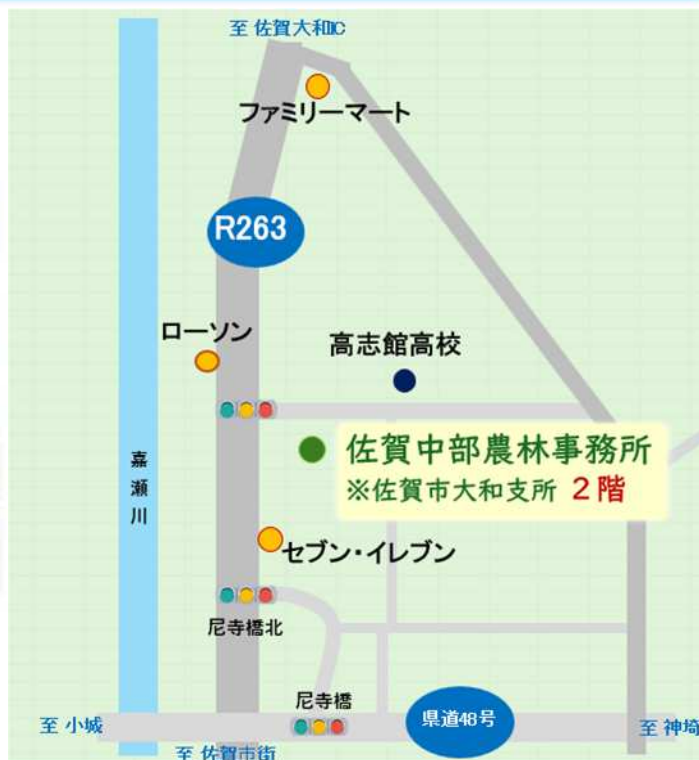 至 佐賀大和IC
ファミリーマート
R263
ローソン
高志館高校
佐賀中部農林事務所
※佐賀市大和支所 2階
嘉瀬川
セブン・イレブン
尼寺橋北
尼寺橋
県道48号
至 小城
至 神埼
至 佐賀市街